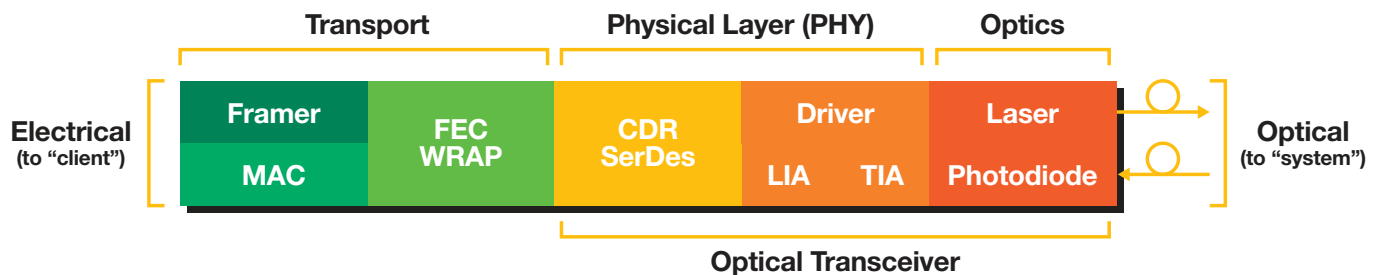 Transport
Physical Layer (PHY)
Optics
Electrical
(to “client”)
Framer
MAC
FEC
WRAP
CDR
SerDes
Driver
LIA
TIA
Laser
Photodiode
Optical
(to “system”)
Optical Transceiver